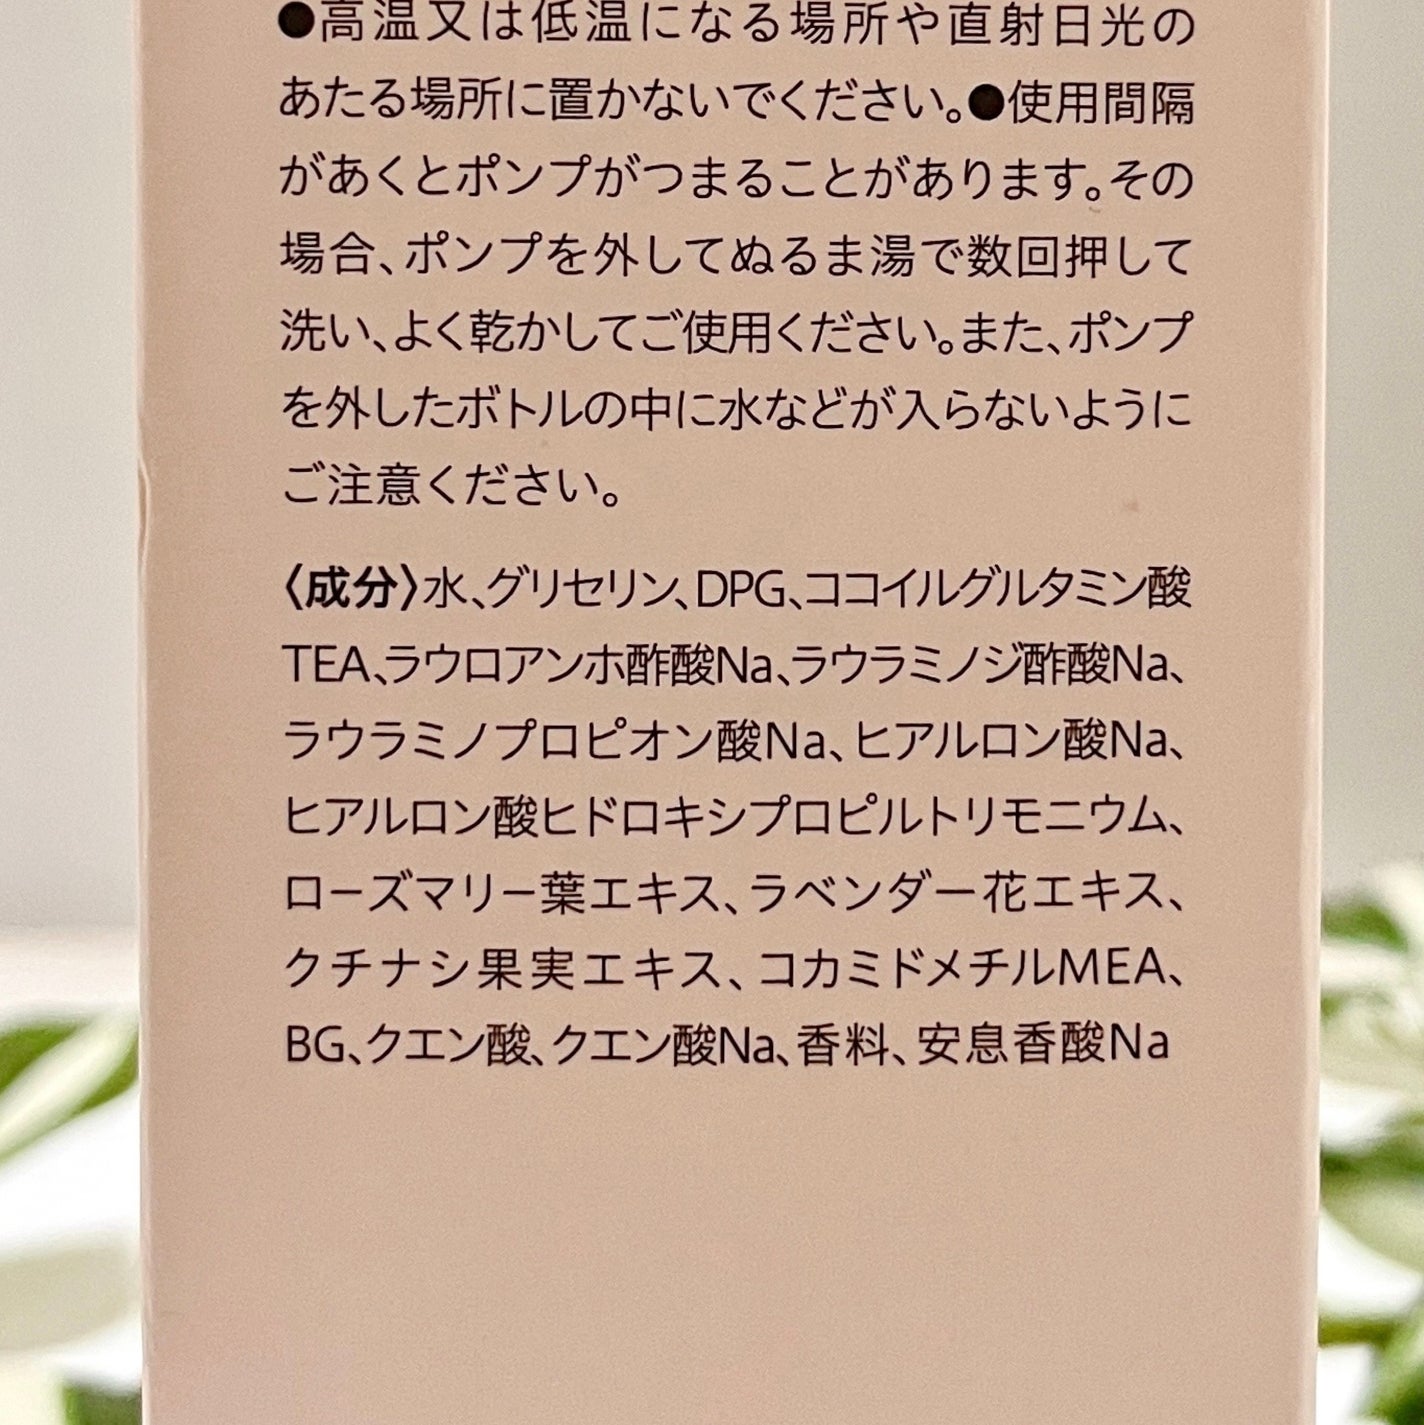 ●高温又は低温になる場所や直射日光の
あたる場所に置かないでください。●使用間隔
があくとポンプがつまることがあります。その
場合、ポンプを外してぬるま湯で数回押して
洗い、よく乾かしてご使用ください。また、ポンプ
を外したボトルの中に水などが入らないように
ご注意ください。
〈成分〉水、グリセリン、DPG、ココイルグルタミン酸
TEA、ラウロアンホ酢酸Na、ラウラミノジ酢酸Na、
ラウラミノプロピオン酸Na、ヒアルロン酸Na、
ヒアルロン酸ヒドロキシプロピルトリモニウム、
ローズマリー葉エキス、ラベンダー花エキス、
クチナシ果実エキス、コカミドメチルMEA、
BG、クエン酸、クエン酸Na、香料、安息香酸Na